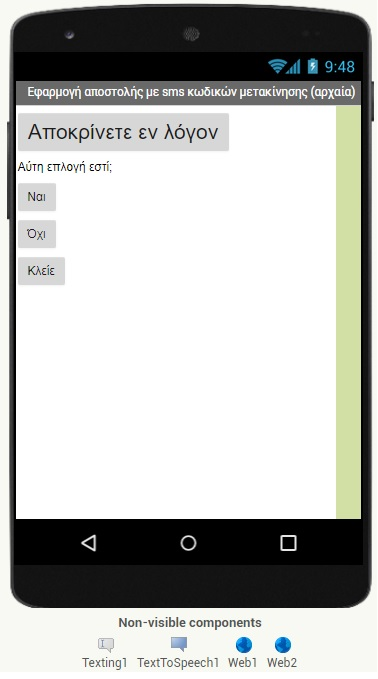 9:48
Εφαρμογή αποστολής με sms κωδικών μετακίνησης (αρχαία)
Αποκρίνετε εν λόγον
Αύτη επλογή εστί;
Ναι
Όχι
Κλείε
Non-visible components
Texting1 TextToSpeech1 Web1 Web2